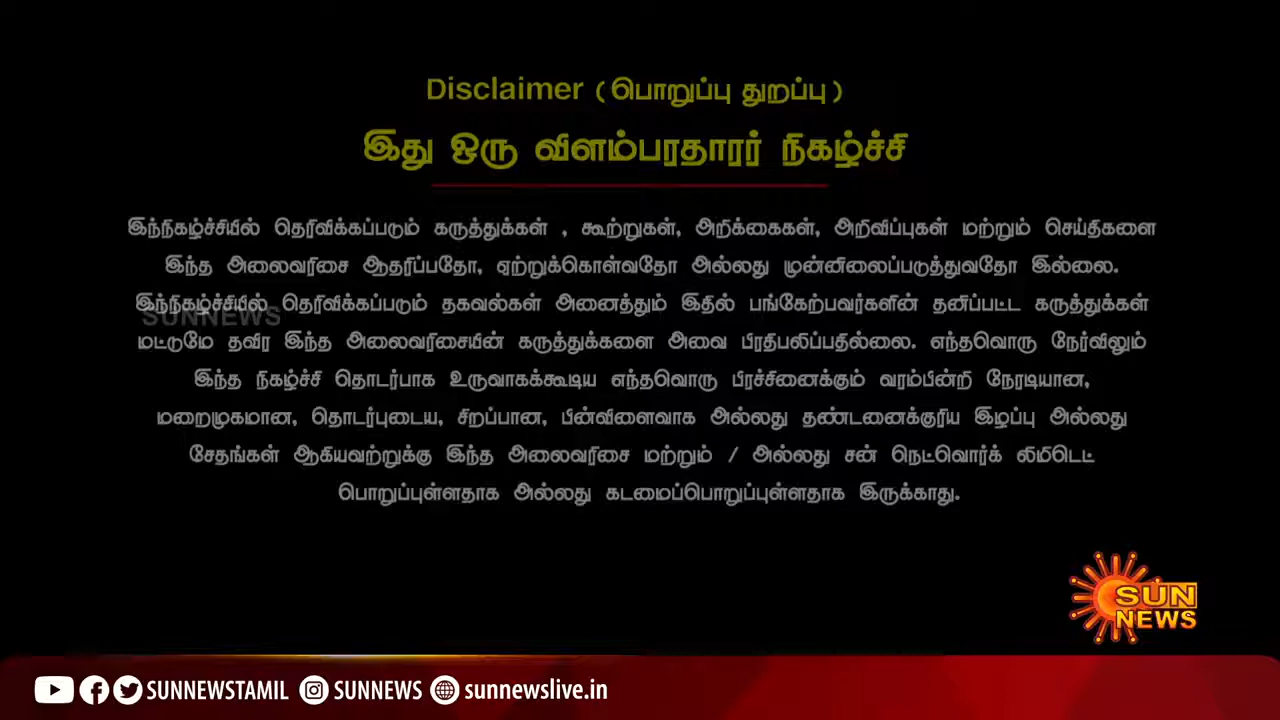 Disclaimer (பொறுப்பு துறப்பு)
இது ஒரு விளம்பரதாரர் நிகழ்ச்சி
இந்நிகழ்ச்சியில் தெரிவிக்கப்படும் கருத்துக்கள் , கூற்றுகள், அறிக்கைகள், அறிவிப்புகள் மற்றும் செய்திகளை
இந்த அலைவரிசை ஆதரிப்பதோ, ஏற்றுக்கொள்வதோ அல்லது முன்னிலைப்படுத்துவதோ இல்லை.
இந்நிகழ்ச்சியில் தெரிவிக்கப்படும் தகவல்கள் அனைத்தும் இதில் பங்கேற்பவர்களின் தனிப்பட்ட கருத்துக்கள்
SUNNEWS
மட்டுமே தவிர இந்த அலைவரிசையின் கருத்துக்களை அவை பிரதிபலிப்பதில்லை. எந்தவொரு நேர்விலும்
இந்த நிகழ்ச்சி தொடர்பாக உருவாகக்கூடிய எந்தவொரு பிரச்சினைக்கும் வரம்பின்றி நேரடியான,
மறைமுகமான, தொடர்புடைய, சிறப்பான, பின்விளைவாக அல்லது தண்டனைக்குரிய இழப்பு அல்லது
சேதங்கள் ஆகியவற்றுக்கு இந்த அலைவரிசை மற்றும் / அல்லது சன் நெட்வொர்க் லிமிடெட்
பொறுப்புள்ளதாக அல்லது கடமைப்பொறுப்புள்ளதாக இருக்காது.
SUN
NEWS
SUNNEWSTAMIL SUNNEWS sunnewslive.in